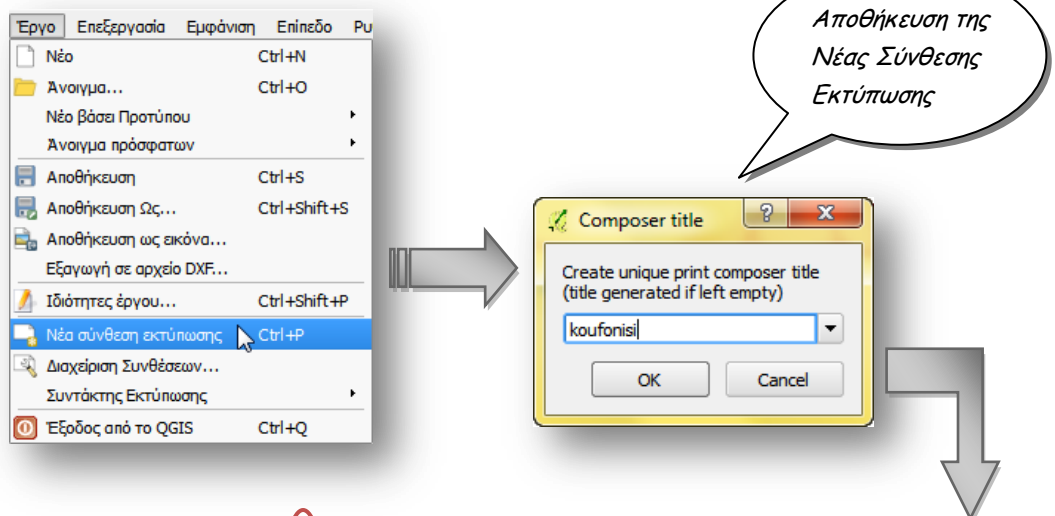 Έργο Επεξεργασία Εμφάνιση Επίπεδο Ρυ
Νέο Ctrl+N
Άνοιγμα... Ctrl+O
Νέο βάσει Προτύπου
Άνοιγμα πρόσφατων
Αποθήκευση Ctrl+S
Αποθήκευση Ως... Ctrl+Shift+S
Αποθήκευση ως εικόνα...
Εξαγωγή σε αρχείο DXF...
Ιδιότητες έργου... Ctrl+Shift+P
Νέα σύνθεση εκτύπωσης Ctrl+P
Διαχείριση Συνθέσεων...
Συντάκτης Εκτύπωσης
Έξοδος από το QGIS Ctrl+Q
Αποθήκευση της
Νέας Σύνθεσης
Εκτύπωσης
Composer title
Create unique print composer title
(title generated if left empty)
koufonisi
OK Cancel